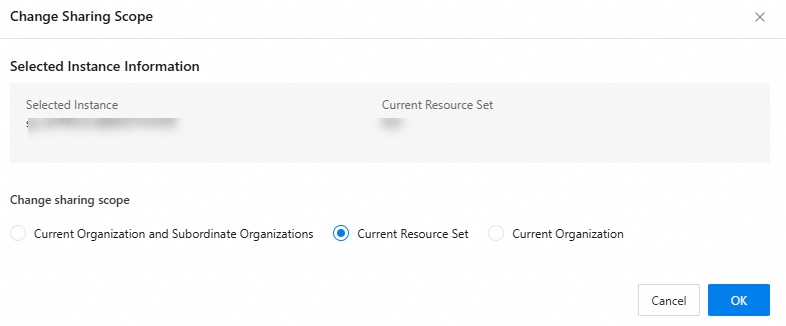 Change Sharing Scope
Selected Instance Information
Selected Instance Current Resource Set
Change sharing scope
Current Organization and Subordinate Organizations Current Resource Set Current Organization
Cancel OK